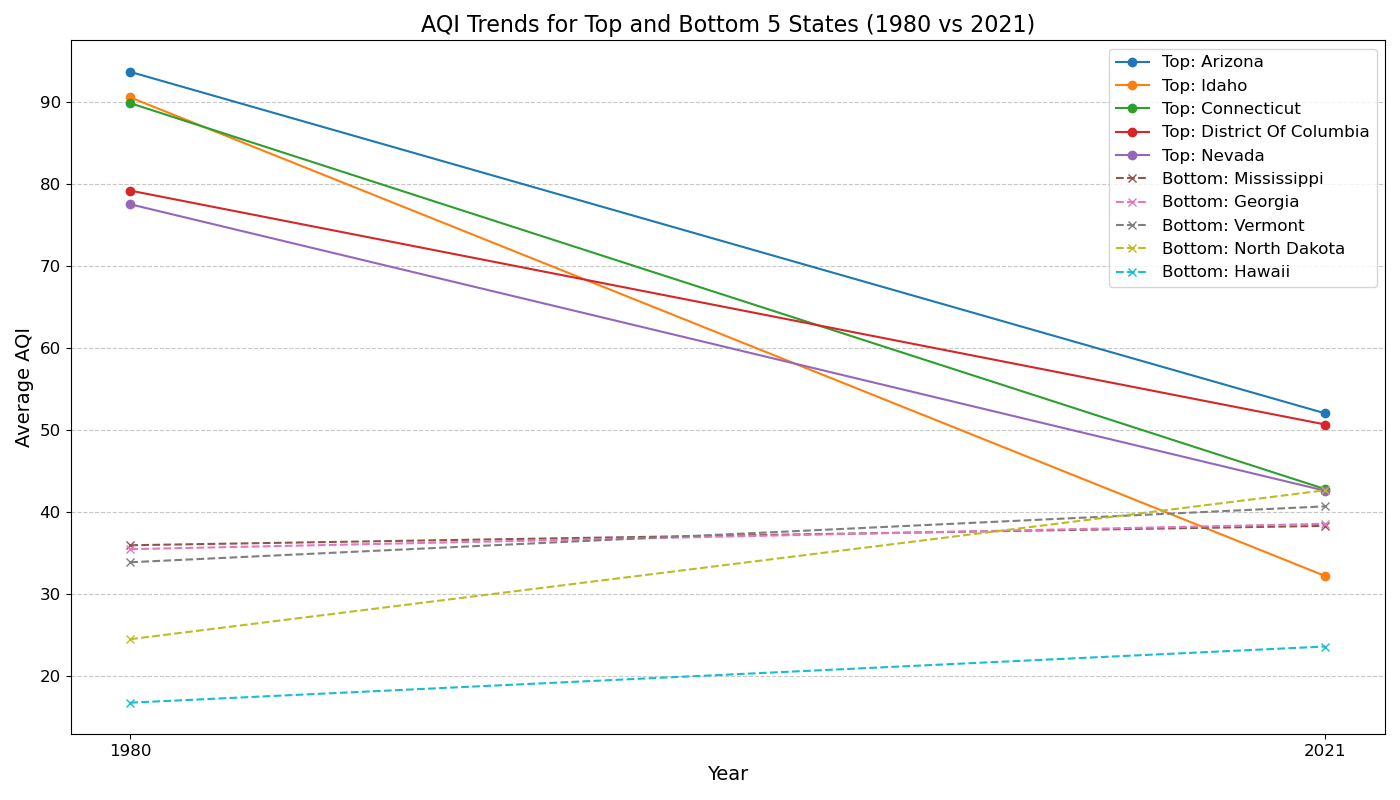 AQI Trends for Top and Bottom 5 States (1980 vs 2021)
Top: Arizona
Top: Idaho
Top: Connecticut
Top: District Of Columbia
Top: Nevada
Bottom: Mississippi
Bottom: Georgia
Bottom: Vermont
Bottom: North Dakota
Bottom: Hawaii
Average AQI
90
80
70
60
50
40
30
20
1980
2021
Year